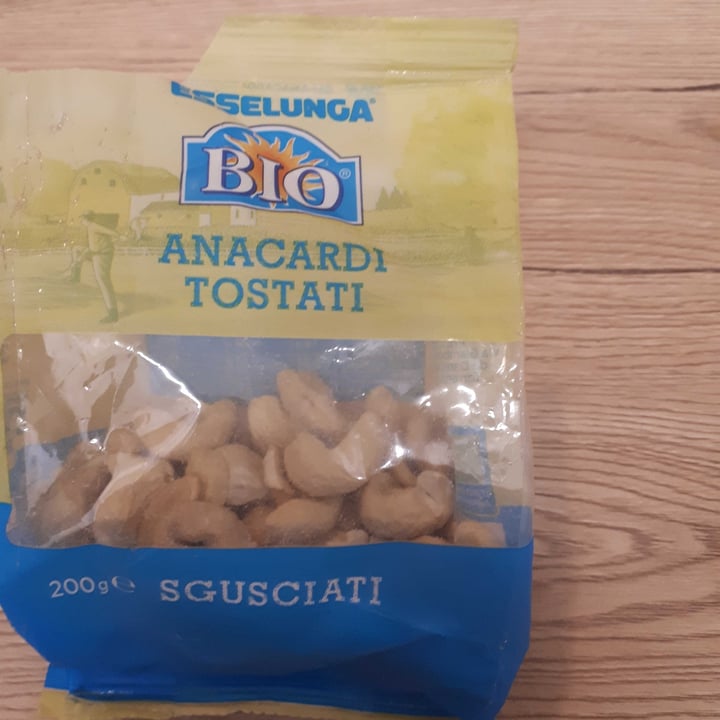 ESSELUNGA®
BIO®
ANACARDI
TOSTATI
200g ℮ SGUSCIATI